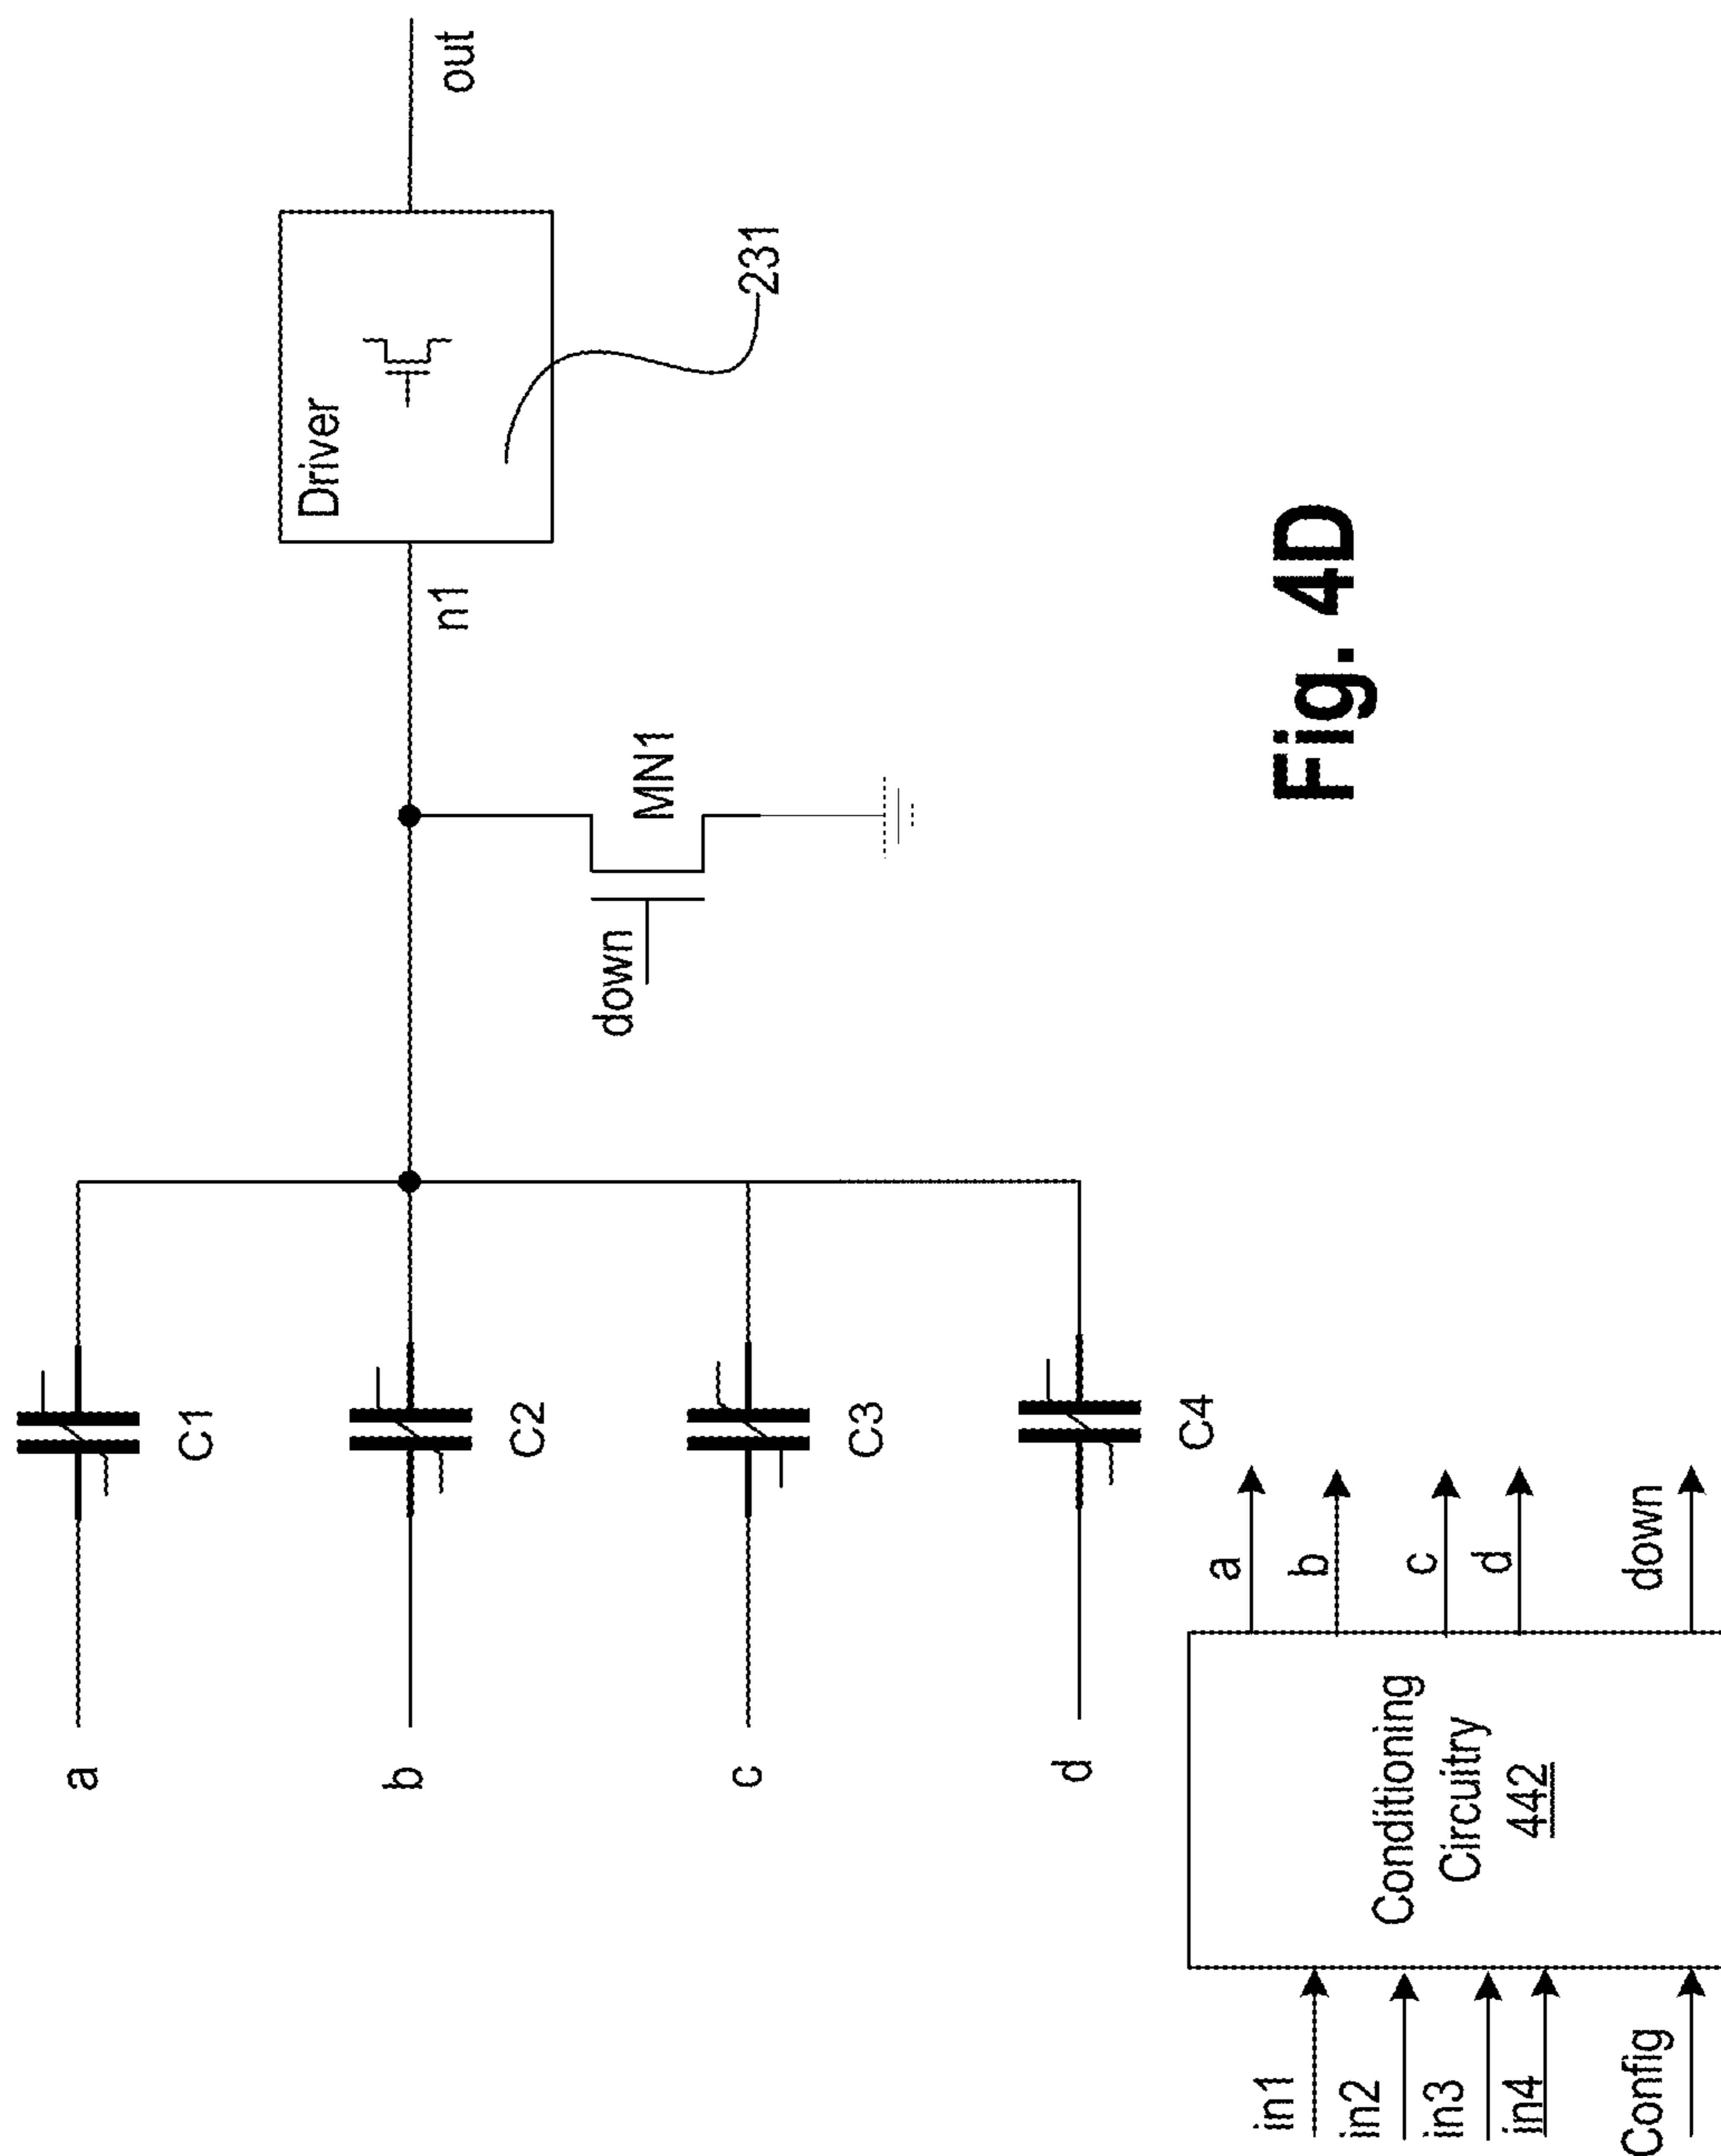 a
C1
b
C2
c
C3
d
C4
down
MN1
n1
Driver
231
out
in1
in2
in3
in4
Config
Conditioning
Circuitry
442
a
b
c
d
down
Fig. 4D